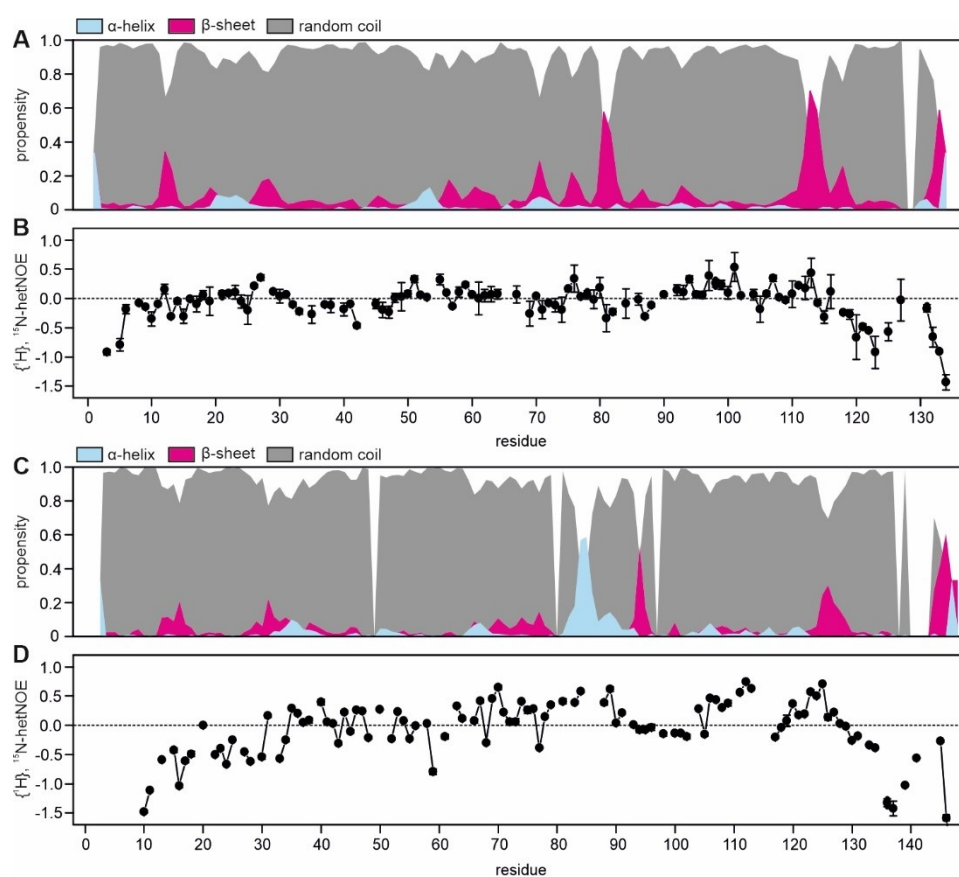 α-helix β-sheet random coil
A
1.0
0.8
0.6
0.4
0.2
0
propensity
B
1.0
0.5
0.0
-0.5
-1.0
-1.5
{¹H}, ¹⁵N-hetNOE
0 10 20 30 40 50 60 70 80 90 100 110 120 130
residue
α-helix β-sheet random coil
C
1.0
0.8
0.6
0.4
0.2
0
propensity
D
1.0
0.5
0.0
-0.5
-1.0
-1.5
{¹H}, ¹⁵N-hetNOE
0 10 20 30 40 50 60 70 80 90 100 110 120 130 140
residue